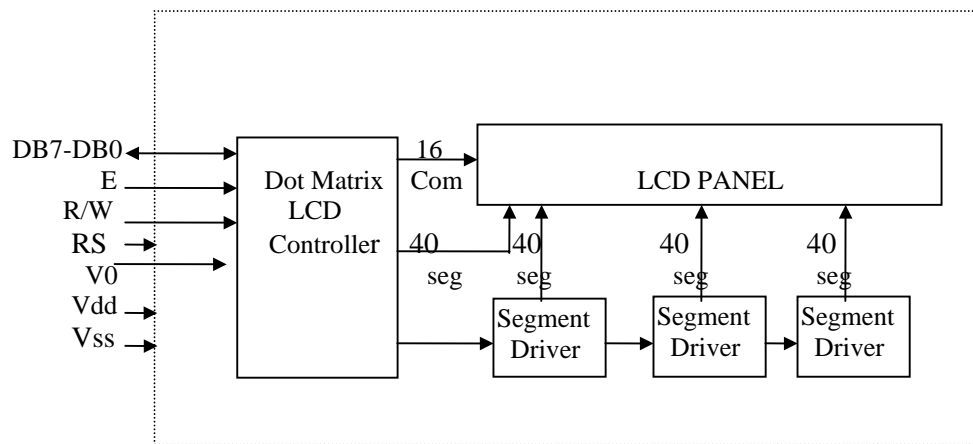 DB7-DB0
E
R/W
RS
V0
Vdd
Vss
Dot Matrix
LCD
Controller
16
Com
LCD PANEL
40
seg
40
seg
40
seg
40
seg
Segment
Driver
Segment
Driver
Segment
Driver